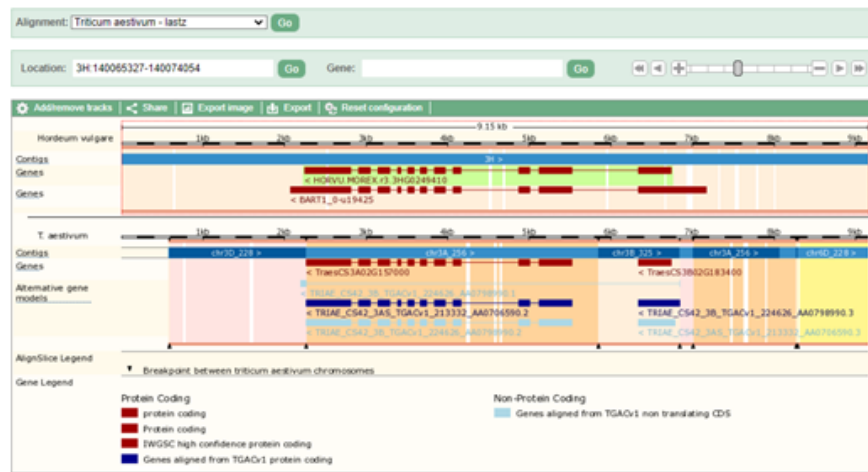 Alignment: Triticum aestivum - lastz Go
Location: 3H:140065327-140074054 Go Gene: Go
Add/remove tracks Share Export image Export Reset configuration
9.15 kb
Hordeum vulgare 1kb 2kb 3kb 4kb 5kb 6kb 7kb 8kb 9kb
Contigs 3H >
Genes
< HORVU.MOREX.r3.3HG0249410
Genes
< BART1_0-u19425
T. aestivum 1kb 2kb 3kb 4kb 5kb 6kb 7kb 8kb 9kb
Contigs chr3D_228 > chr3A_256 > chr3B_325 > chr3A_256 > chr6D_228 >
Genes
< TraesCS3A02G157000 < TraesCS3B02G183400
Alternative gene models
< TRIAE_CS42_3B_TGACv1_224626_AA0798990.1
< TRIAE_CS42_3AS_TGACv1_213332_AA0706590.2 < TRIAE_CS42_3B_TGACv1_224626_AA0798990.3
< TRIAE_CS42_3B_TGACv1_224626_AA0798990.2 < TRIAE_CS42_3AS_TGACv1_213332_AA0706590.3
AlignSlice Legend
Breakpoint between triticum aestivum chromosomes
Gene Legend
Protein Coding Non-Protein Coding
protein coding Genes aligned from TGACv1 non translating CDS
Protein coding
IWGSC high confidence protein coding
Genes aligned from TGACv1 protein coding